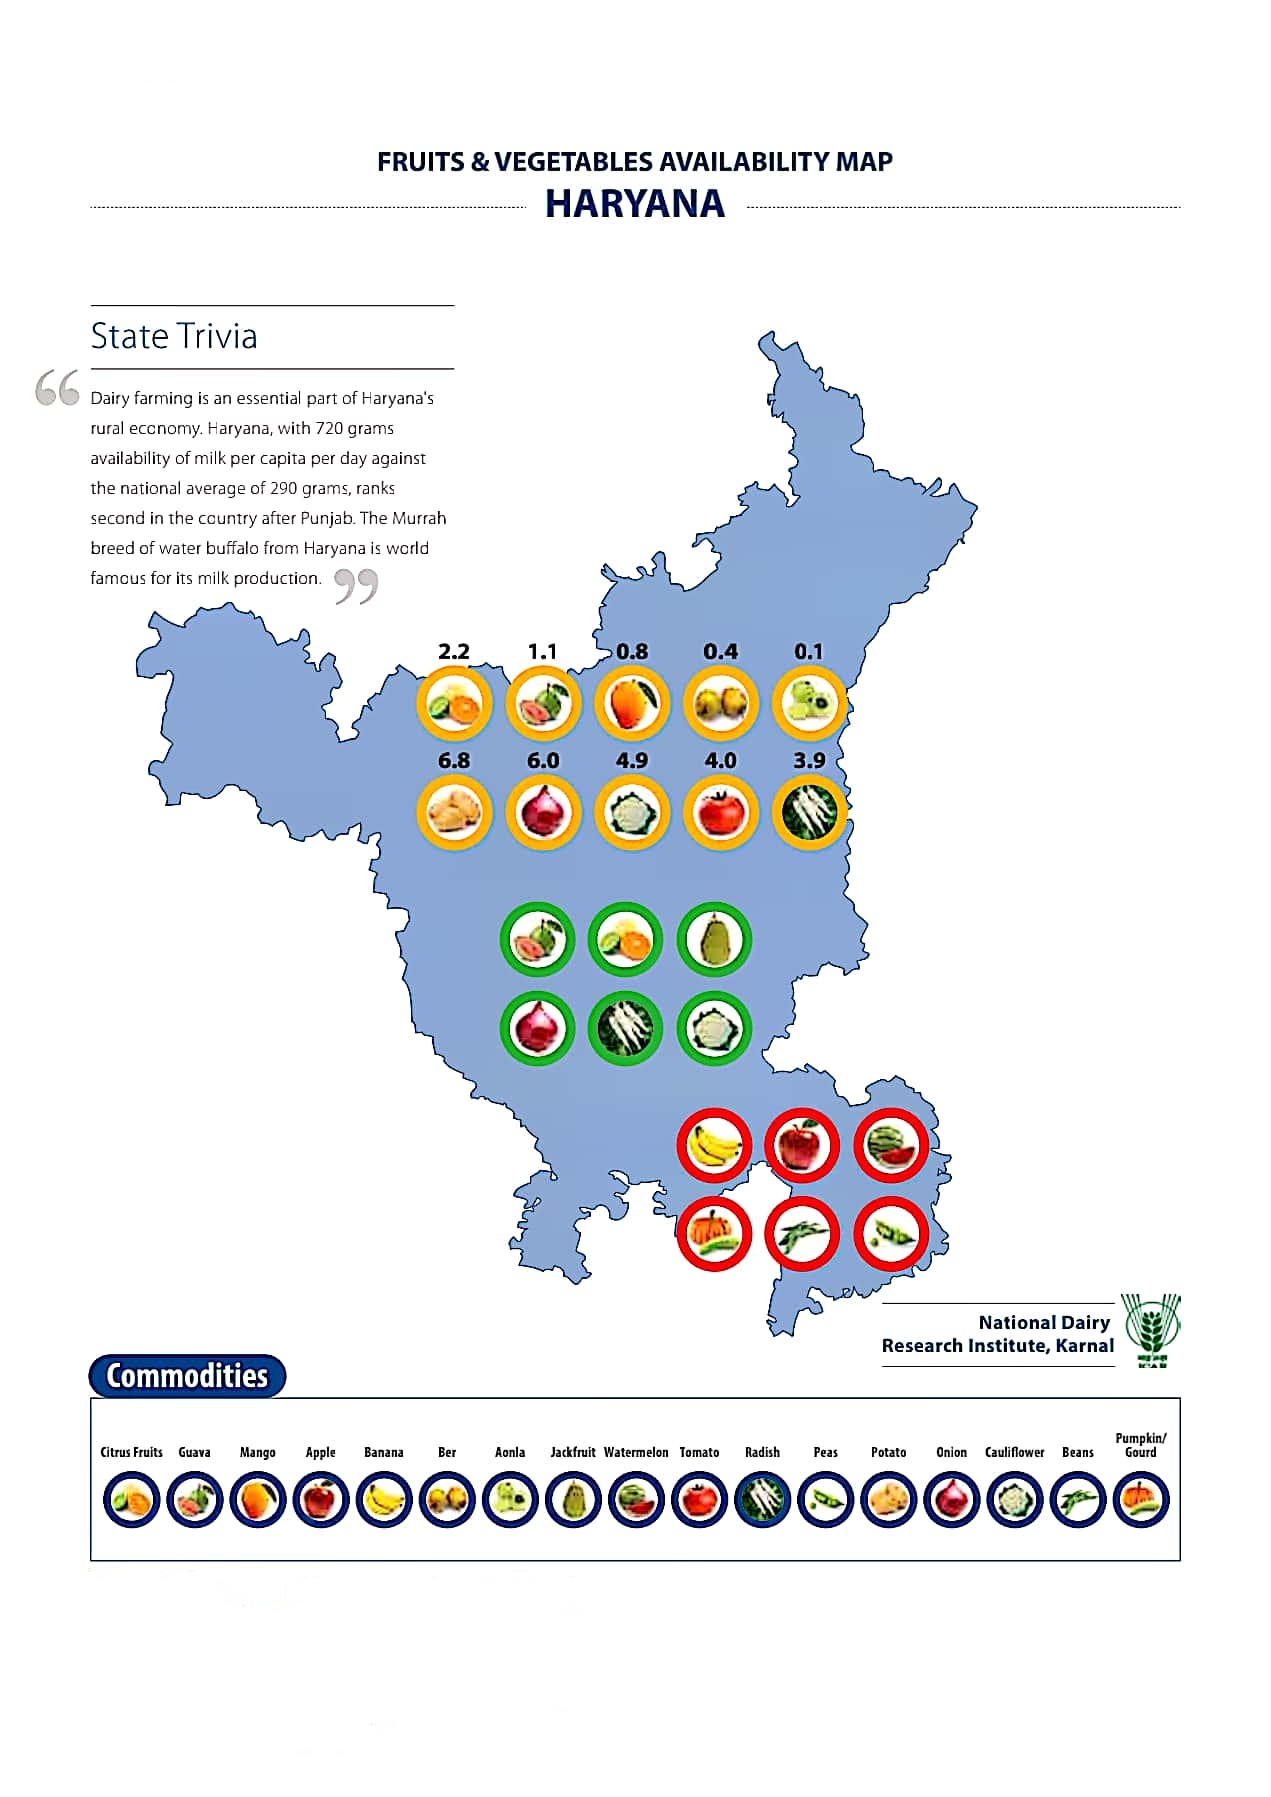 FRUITS & VEGETABLES AVAILABILITY MAP
HARYANA
State Trivia
“ Dairy farming is an essential part of Haryana's
rural economy. Haryana, with 720 grams
availability of milk per capita per day against
the national average of 290 grams, ranks
second in the country after Punjab. The Murrah
breed of water buffalo from Haryana is world
famous for its milk production. ”
2.2 1.1 0.8 0.4 0.1
6.8 6.0 4.9 4.0 3.9
National Dairy
Research Institute, Karnal
ICAR
Commodities
Citrus Fruits Guava Mango Apple Banana Ber Aonla Jackfruit Watermelon Tomato Radish Peas Potato Onion Cauliflower Beans Pumpkin/
Gourd